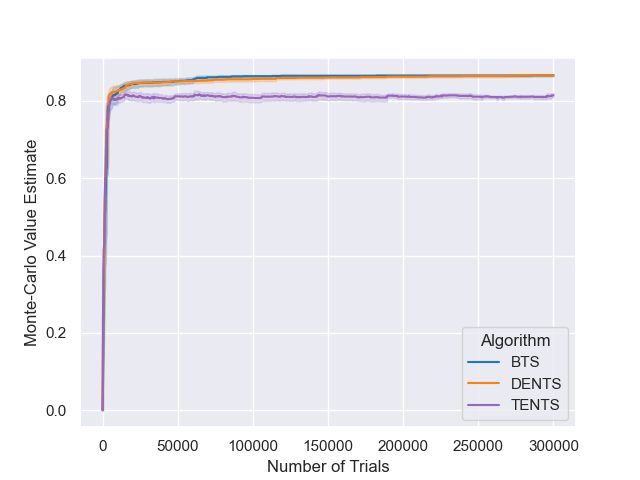 Monte-Carlo Value Estimate
0.8
0.6
0.4
0.2
0.0
0 50000 100000 150000 200000 250000 300000
Number of Trials
Algorithm
BTS
DENTS
TENTS